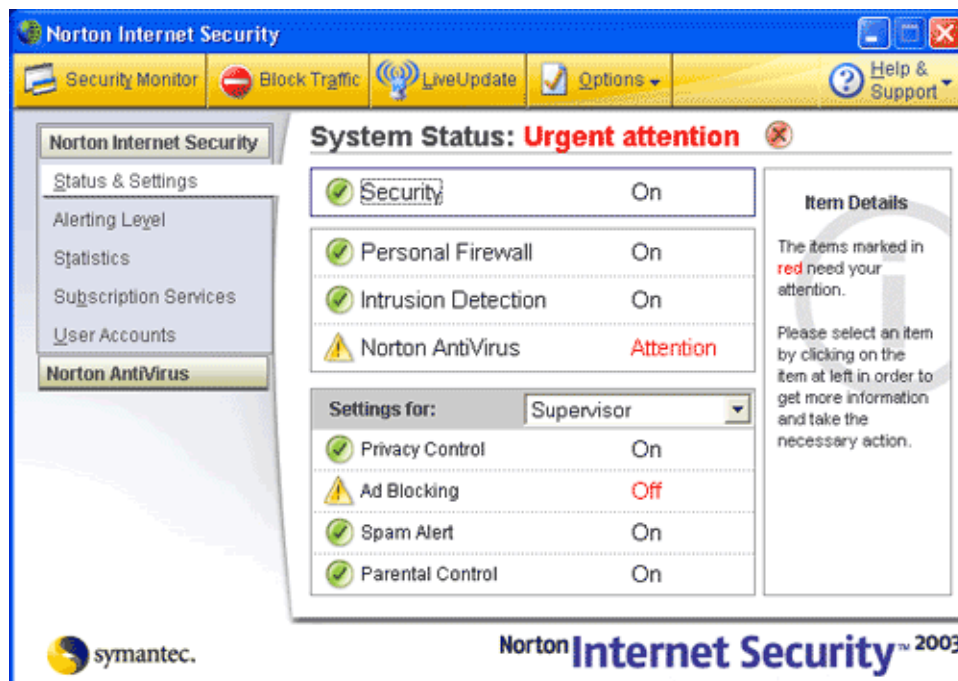 Norton Internet Security
Security Monitor Block Traffic LiveUpdate Options Help & Support
Norton Internet Security
Status & Settings
Alerting Level
Statistics
Subscription Services
User Accounts
Norton AntiVirus
System Status: Urgent attention
Security On
Personal Firewall On
Intrusion Detection On
Norton AntiVirus Attention
Settings for: Supervisor
Privacy Control On
Ad Blocking Off
Spam Alert On
Parental Control On
Item Details
The items marked in
red need your
attention.
Please select an item
by clicking on the
item at left in order to
get more information
and take the
necessary action.
symantec.
Norton Internet Security™ 2003